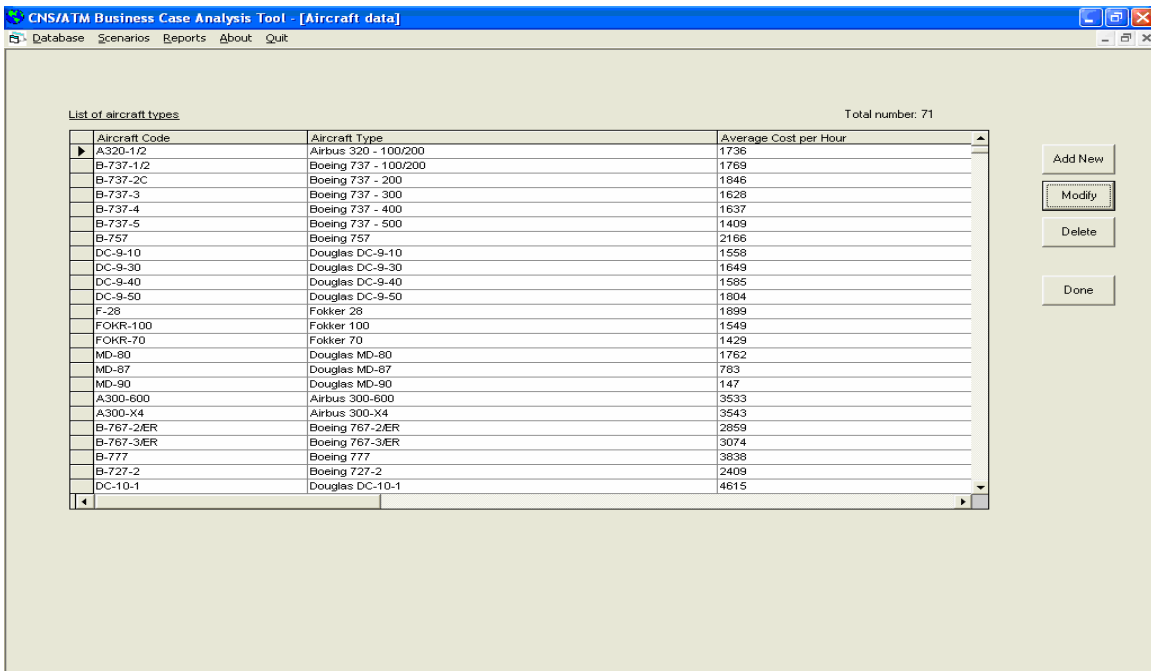 CNS/ATM Business Case Analysis Tool - [Aircraft data]
Database Scenarios Reports About Quit
List of aircraft types Total number: 71
Aircraft Code Aircraft Type Average Cost per Hour
A320-1/2 Airbus 320 - 100/200 1736
B-737-1/2 Boeing 737 - 100/200 1769
B-737-2C Boeing 737 - 200 1846
B-737-3 Boeing 737 - 300 1628
B-737-4 Boeing 737 - 400 1637
B-737-5 Boeing 737 - 500 1409
B-757 Boeing 757 2166
DC-9-10 Douglas DC-9-10 1558
DC-9-30 Douglas DC-9-30 1649
DC-9-40 Douglas DC-9-40 1585
DC-9-50 Douglas DC-9-50 1804
F-28 Fokker 28 1899
FOKR-100 Fokker 100 1549
FOKR-70 Fokker 70 1429
MD-80 Douglas MD-80 1762
MD-87 Douglas MD-87 783
MD-90 Douglas MD-90 147
A300-600 Airbus 300-600 3533
A300-X4 Airbus 300-X4 3543
B-767-2/ER Boeing 767-2/ER 2859
B-767-3/ER Boeing 767-3/ER 3074
B-777 Boeing 777 3838
B-727-2 Boeing 727-2 2409
DC-10-1 Douglas DC-10-1 4615
Add New
Modify
Delete
Done